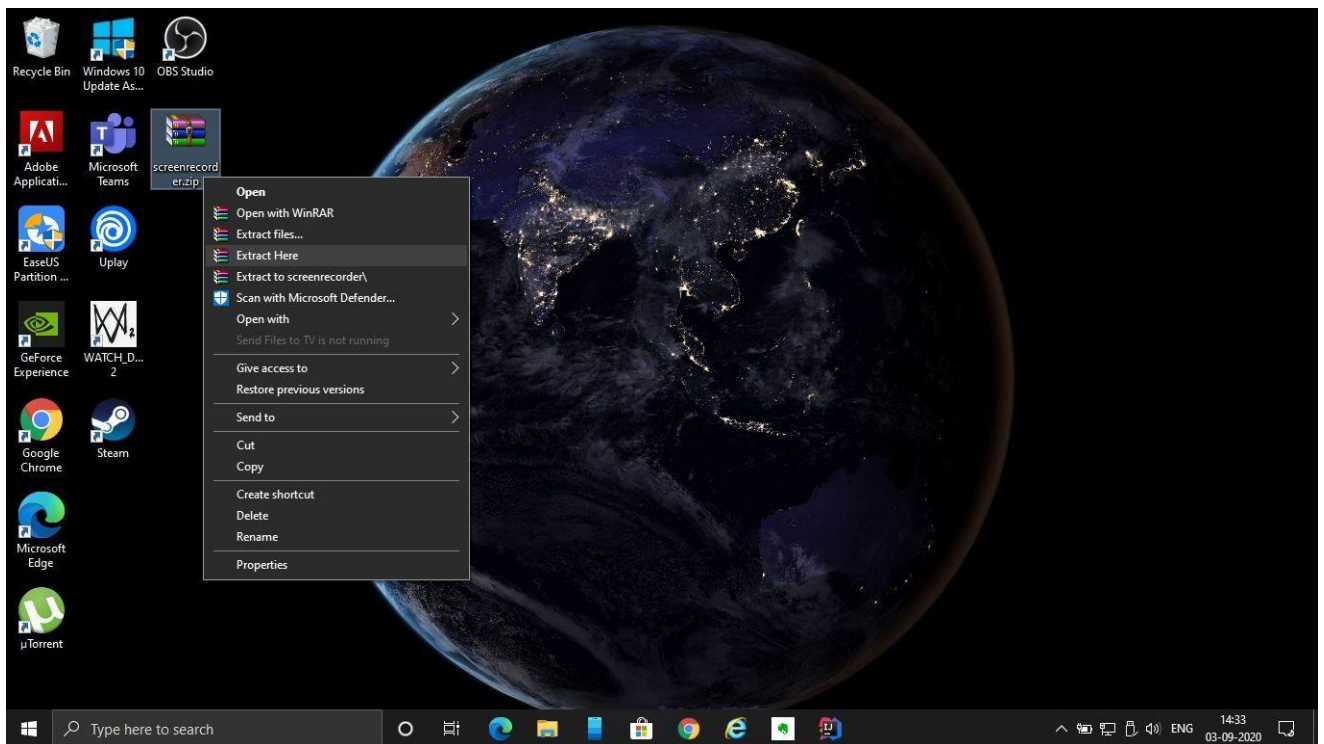 Recycle Bin
Windows 10
Update As...
OBS Studio
Adobe
Applicati...
Microsoft
Teams
screenrecord
er.zip
EaseUS
Partition ...
Uplay
GeForce
Experience
WATCH_D...
2
Google
Chrome
Steam
Microsoft
Edge
µTorrent
Open
Open with WinRAR
Extract files...
Extract Here
Extract to screenrecorder\
Scan with Microsoft Defender...
Open with
Send Files to TV is not running
Give access to
Restore previous versions
Send to
Cut
Copy
Create shortcut
Delete
Rename
Properties
Type here to search
ENG
14:33
03-09-2020